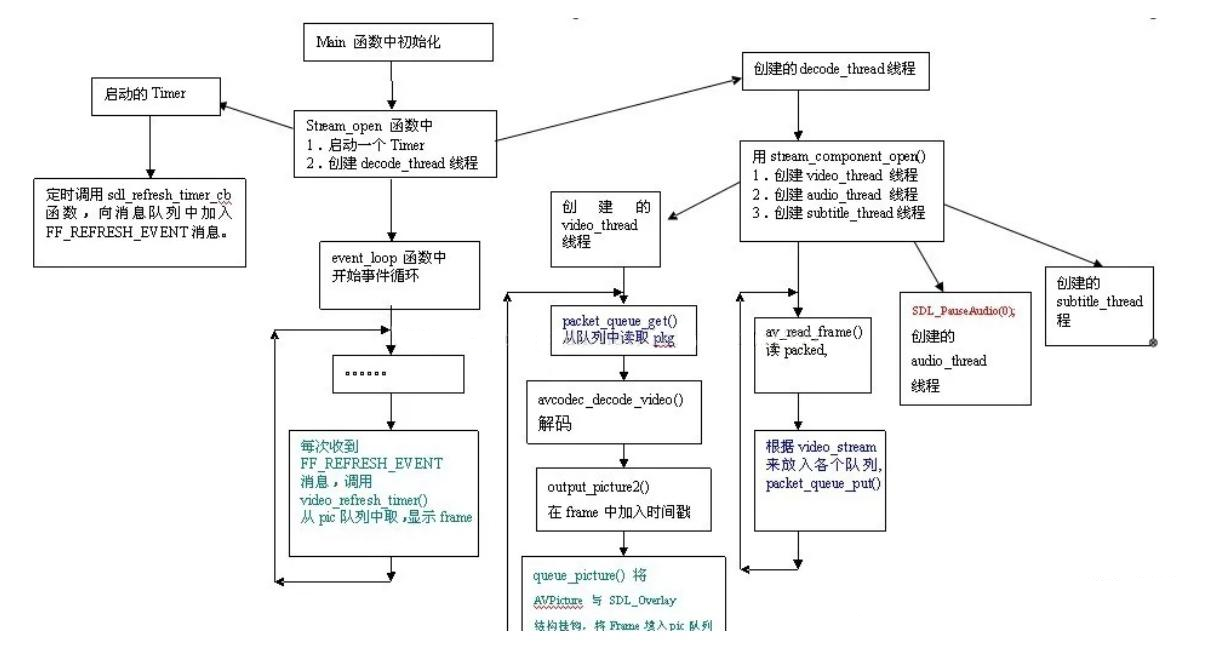 Main 函数中初始化
启动的 Timer
Stream_open 函数中
1．启动一个 Timer
2．创建 decode_thread 线程
创建的 decode_thread 线程
定时调用 sdl_refresh_timer_cb
函数，向消息队列中加入
FF_REFRESH_EVENT 消息。
event_loop 函数中
开始事件循环
。。。。。。
每次收到
FF_REFRESH_EVENT
消息，调用
video_refresh_timer()
从 pic 队列中取,显示 frame
创建的
video_thread
线程
packet_queue_get()
从队列中读取 pkg
avcodec_decode_video()
解码
output_picture2()
在 frame 中加入时间戳
queue_picture() 将
AVPicture 与 SDL_Overlay
结构挂钩，将 Frame 填入 pic 队列
用 stream_component_open()
1．创建 video_thread 线程
2．创建 audio_thread 线程
3．创建 subtitle_thread 线程
av_read_frame()
读 packed,
根据 video_stream
来放入各个队列,
packet_queue_put()
SDL_PauseAudio(0);
创建的
audio_thread
线程
创建的
subtitle_thread
程